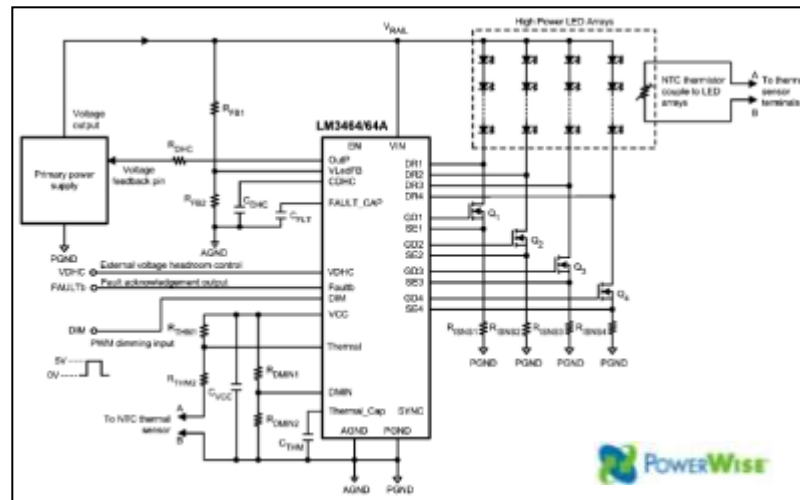 High Power LED Arrays
VRAIL
NTC thermistor
couple to LED
arrays
A
B
To thermal
sensor
terminals
Voltage
output
RFB1
LM3464/64A
EN VIN
RDHC
Primary power
supply
Voltage
feedback pin
OutP
VLedFB
CDHC
FAULT_CAP
RFB2
CDHC
CFLT
AGND
PGND
DR1
DR2
DR3
DR4
GD1
SE1
GD2
SE2
GD3
SE3
GD4
SE4
Q1
Q2
Q3
Q4
VDHC
External voltage headroom control
VDHC
FAULTb
Fault acknowledgement output
Faultb
DIM
DIM
PWM dimming input
VCC
5V
0V
RTHM1
Thermal
RTHM2
CVCC
RDMIN1
DMIN
RDMIN2
To NTC thermal
sensor
A
B
Thermal_Cap SYNC
CTHM
AGND PGND
AGND PGND
RISNS1 RISNS2 RISNS3 RISNS4
PGND PGND PGND PGND
POWERWISE